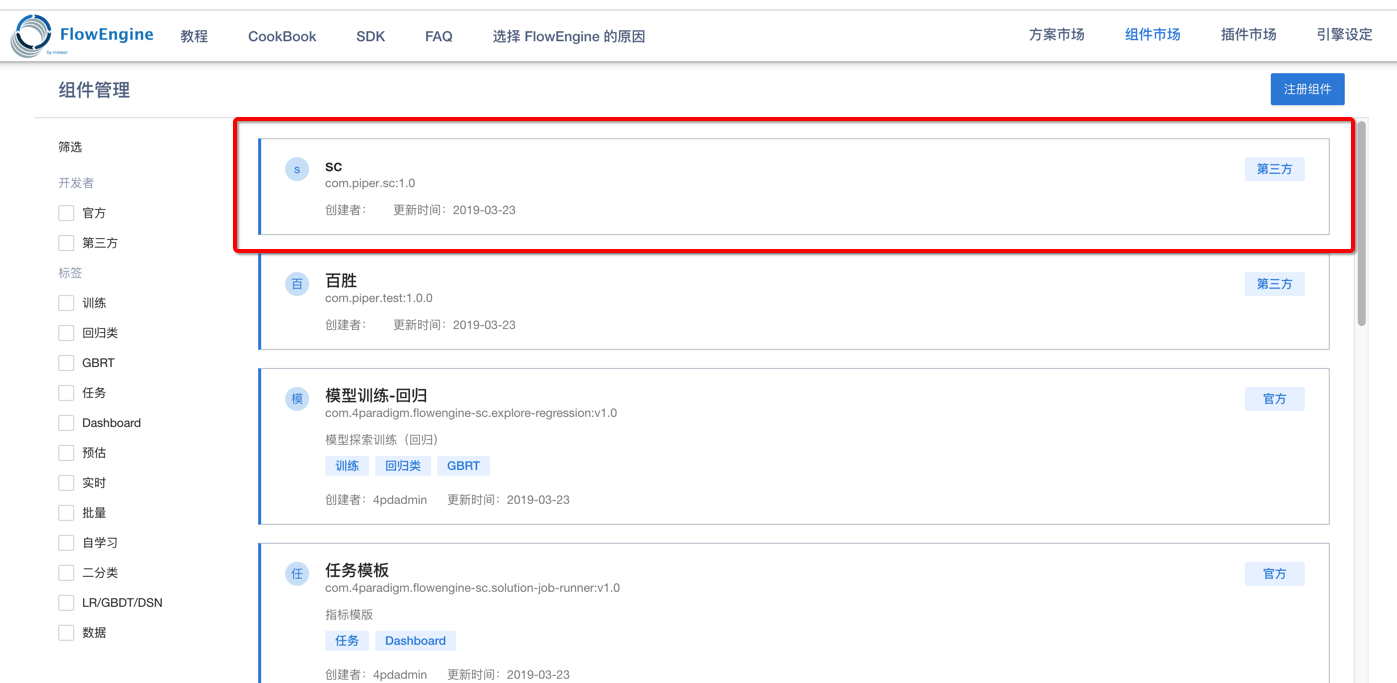 FlowEngine
by meteor
教程
CookBook
SDK
FAQ
选择 FlowEngine 的原因
方案市场
组件市场
插件市场
引擎设定
组件管理
注册组件
筛选
开发者
官方
第三方
标签
训练
回归类
GBRT
任务
Dashboard
预估
实时
批量
自学习
二分类
LR/GBDT/DSN
数据
s
sc
第三方
com.piper.sc:1.0
创建者： 更新时间：2019-03-23
百
百胜
第三方
com.piper.test:1.0.0
创建者： 更新时间：2019-03-23
模
模型训练-回归
官方
com.4paradigm.flowengine-sc.explore-regression:v1.0
模型探索训练（回归）
训练 回归类 GBRT
创建者：4pdadmin 更新时间：2019-03-23
任
任务模板
官方
com.4paradigm.flowengine-sc.solution-job-runner:v1.0
指标模版
任务 Dashboard
创建者：4pdadmin 更新时间：2019-03-23